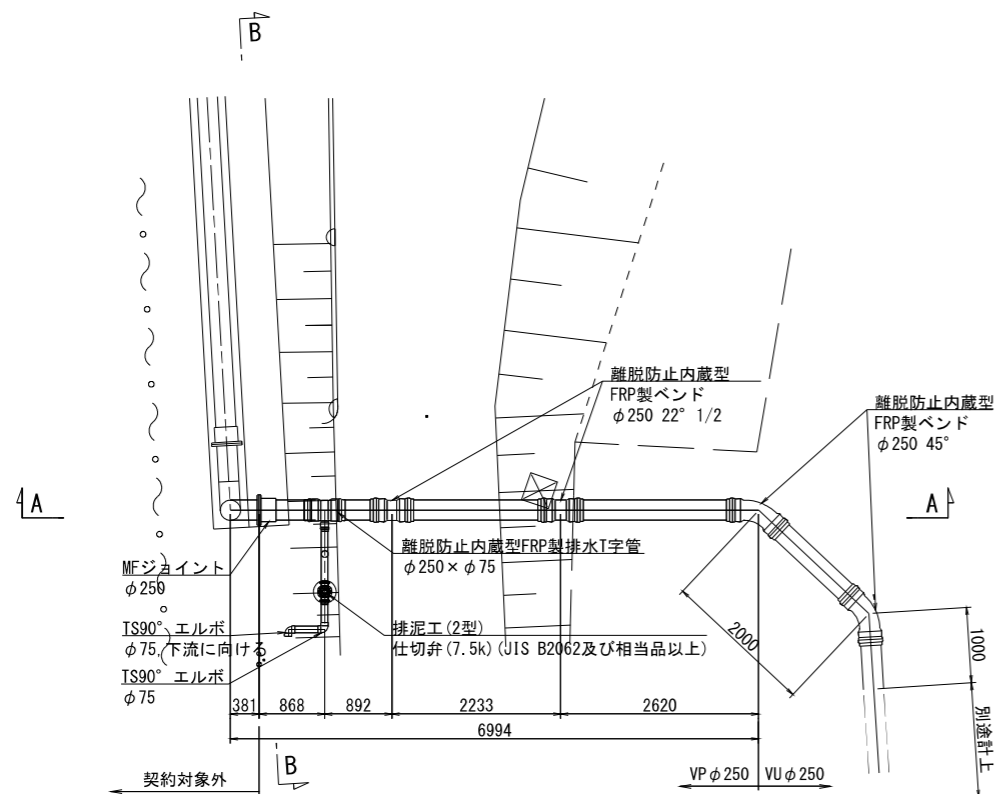 B
離脱防止内蔵型
FRP製ベンド
φ250 22° 1/2
離脱防止内蔵型
FRP製ベンド
φ250 45°
A
A
離脱防止内蔵型FRP製排水T字管
φ250×φ75
MFジョイント
φ250
TS90° エルボ
φ75,下流に向ける
排泥工(2型)
仕切弁(7.5k)(JIS B2062及び相当品以上)
TS90° エルボ
φ75
2000
1000
別途計上
381
868
892
2233
2620
6994
B
契約対象外
VPφ250
VUφ250